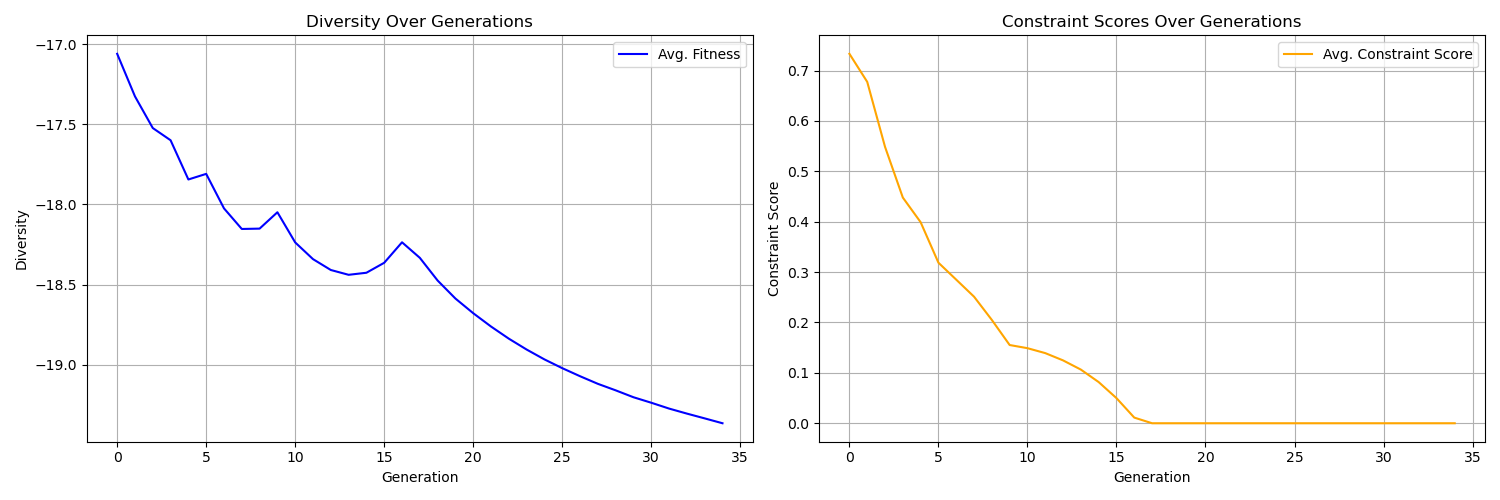 Diversity Over Generations
Avg. Fitness
−17.0
−17.5
−18.0
−18.5
−19.0
Diversity
0 5 10 15 20 25 30 35
Generation
Constraint Scores Over Generations
Avg. Constraint Score
0.7
0.6
0.5
0.4
0.3
0.2
0.1
0.0
Constraint Score
0 5 10 15 20 25 30 35
Generation